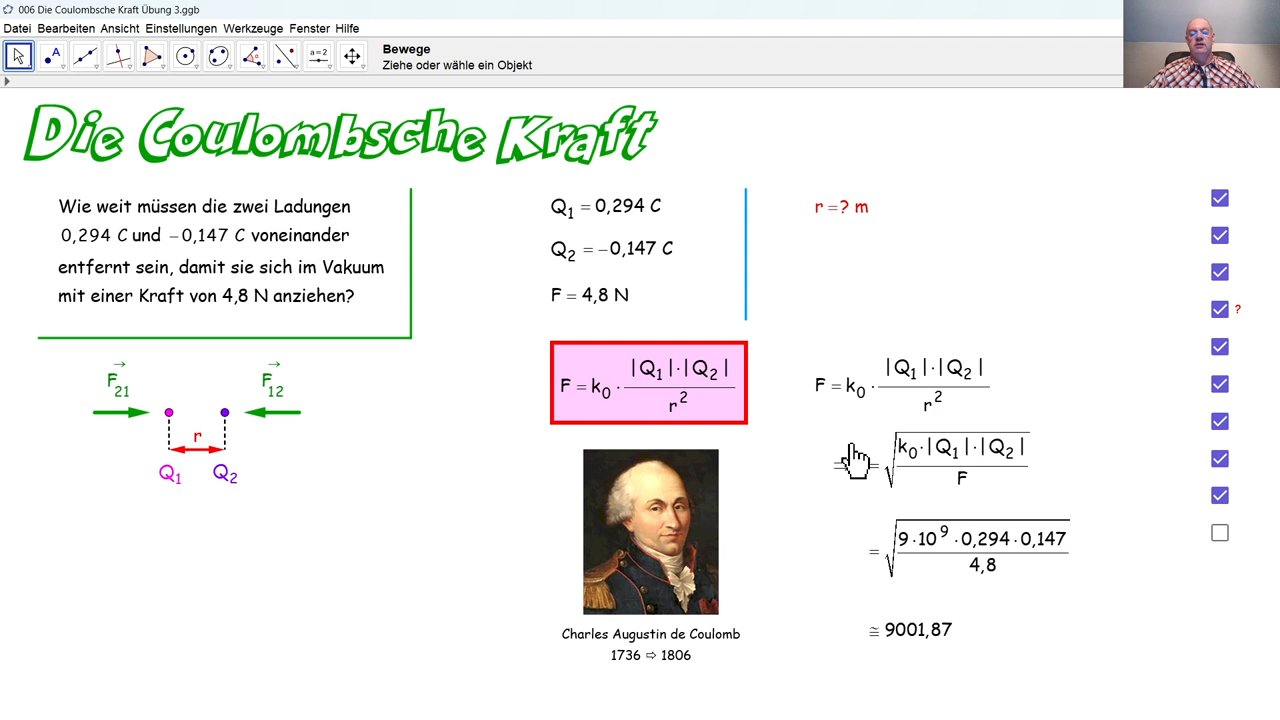 006 Die Coulombsche Kraft Übung 3.ggb
Datei Bearbeiten Ansicht Einstellungen Werkzeuge Fenster Hilfe
A
a=2
Bewege
Ziehe oder wähle ein Objekt
Die Coulombsche Kraft
Wie weit müssen die zwei Ladungen
0,294 C und −0,147 C voneinander
entfernt sein, damit sie sich im Vakuum
mit einer Kraft von 4,8 N anziehen?
Q₁ = 0,294 C
Q₂ = −0,147 C
F = 4,8 N
r = ? m
?
F₂₁
F₁₂
r
Q₁ Q₂
F = k₀ · |Q₁|·|Q₂| / r²
F = k₀ · |Q₁|·|Q₂| / r²
= √(k₀·|Q₁|·|Q₂| / F)
= √(9·10⁹·0,294·0,147 / 4,8)
≅ 9001,87
Charles Augustin de Coulomb
1736 ⇨ 1806